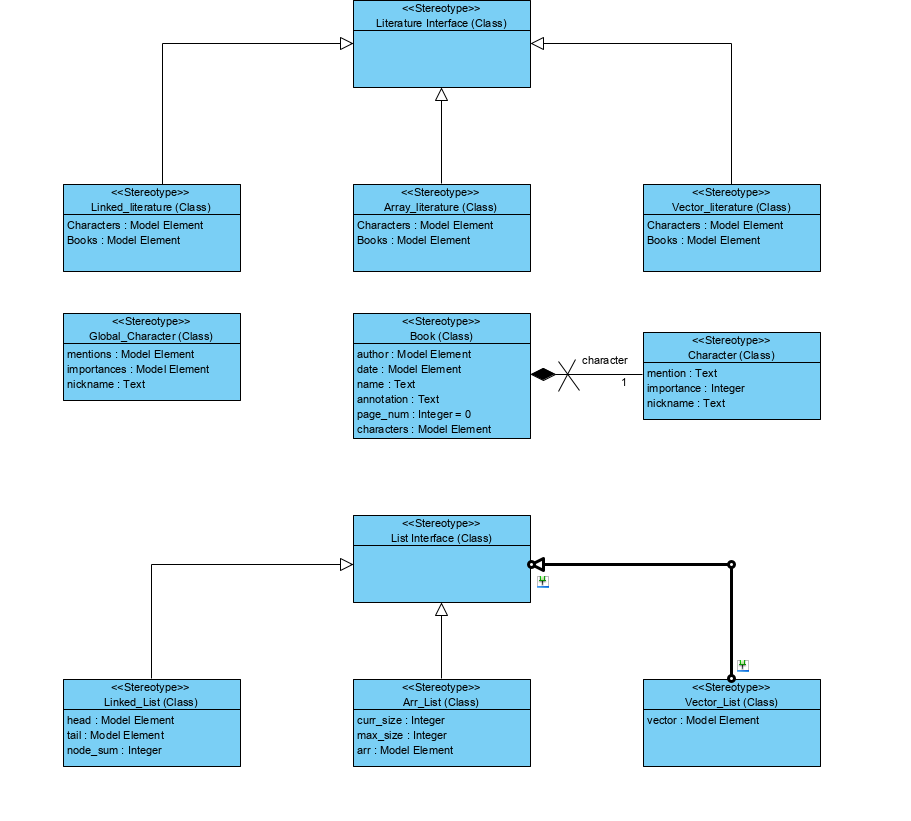 <<Stereotype>>
Literature Interface (Class)
<<Stereotype>>
Linked_literature (Class)
Characters : Model Element
Books : Model Element
<<Stereotype>>
Array_literature (Class)
Characters : Model Element
Books : Model Element
<<Stereotype>>
Vector_literature (Class)
Characters : Model Element
Books : Model Element
<<Stereotype>>
Global_Character (Class)
mentions : Model Element
importances : Model Element
nickname : Text
<<Stereotype>>
Book (Class)
author : Model Element
date : Model Element
name : Text
annotation : Text
page_num : Integer = 0
characters : Model Element
character
1
<<Stereotype>>
Character (Class)
mention : Text
importance : Integer
nickname : Text
<<Stereotype>>
List Interface (Class)
<<Stereotype>>
Linked_List (Class)
head : Model Element
tail : Model Element
node_sum : Integer
<<Stereotype>>
Arr_List (Class)
curr_size : Integer
max_size : Integer
arr : Model Element
<<Stereotype>>
Vector_List (Class)
vector : Model Element